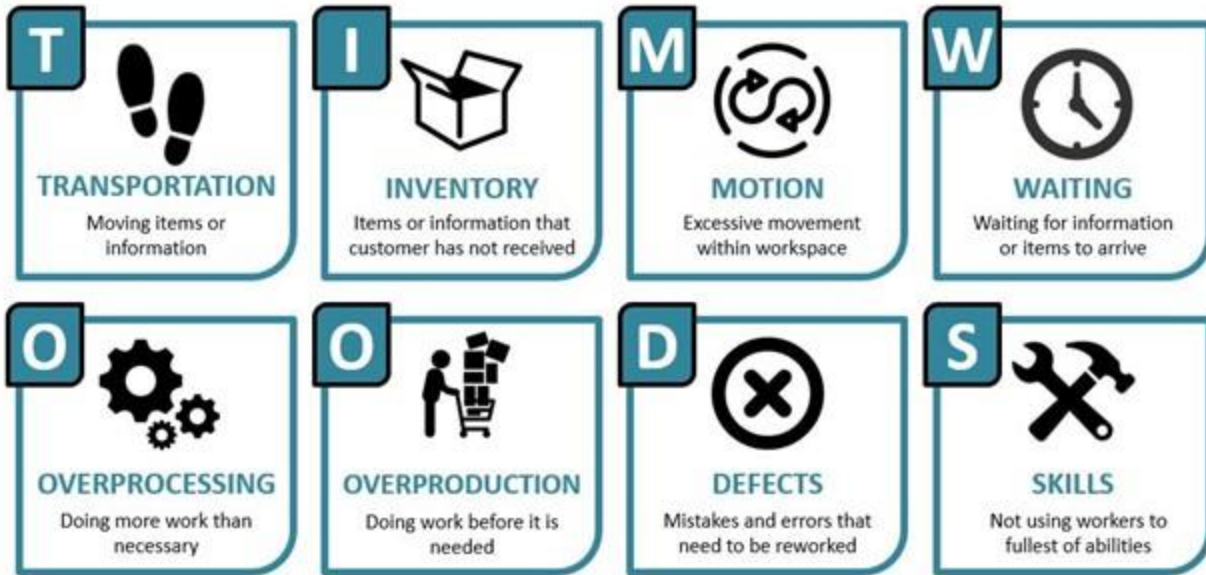 T
TRANSPORTATION
Moving items or
information
I
INVENTORY
Items or information that
customer has not received
M
MOTION
Excessive movement
within workspace
W
WAITING
Waiting for information
or items to arrive
O
OVERPROCESSING
Doing more work than
necessary
O
OVERPRODUCTION
Doing work before it is
needed
D
DEFECTS
Mistakes and errors that
need to be reworked
S
SKILLS
Not using workers to
fullest of abilities